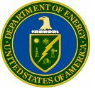 DEPARTMENT OF ENERGY
UNITED STATES OF AMERICA